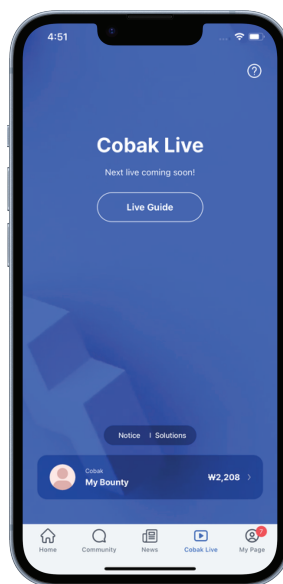 4:51
Cobak Live
Next live coming soon!
Live Guide
Notice | Solutions
Cobak
My Bounty
₩2,208
7
Home Community News Cobak Live My Page